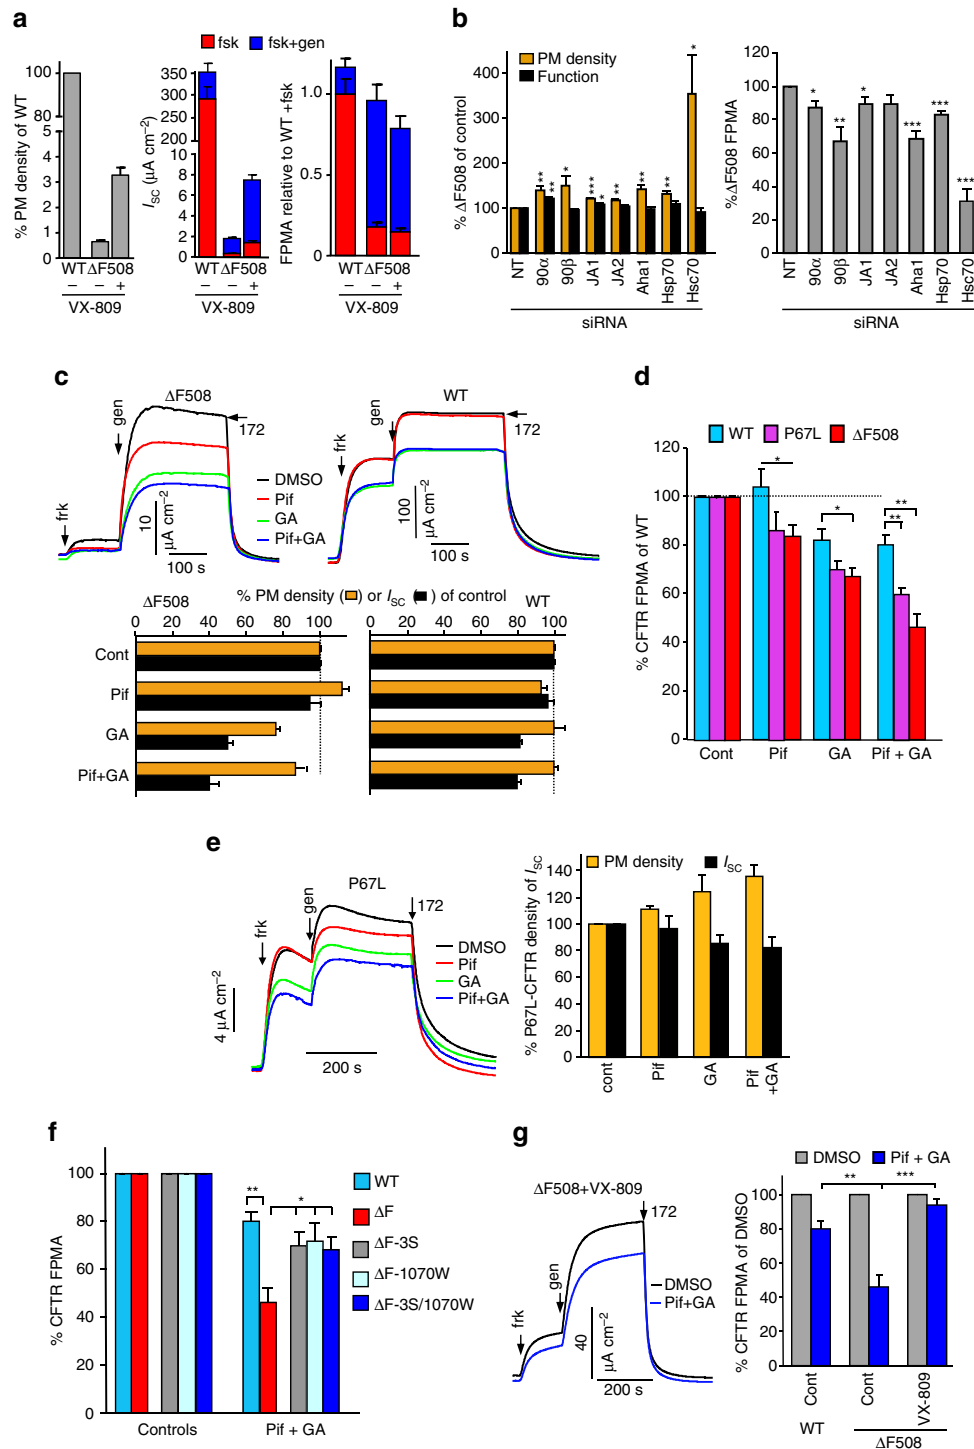 a
fsk fsk+gen
% PM density of WT
100
80
5
4
3
2
1
0
WT ΔF508
– – +
VX-809
I_SC (µA cm⁻²)
350
300
250
200
150
10
8
6
4
2
0
WT ΔF508
– – +
VX-809
FPMA relative to WT +fsk
1.0
0.5
0
WT ΔF508
– – +
VX-809
b
PM density
Function
% ΔF508 of control
400
300
200
100
0
** ** * *** * ** ** ** *
NT 90α 90β JA1 JA2 Aha1 Hsp70 Hsc70
siRNA
%ΔF508 FPMA
120
100
80
60
40
20
0
* ** * *** *** ***
NT 90α 90β JA1 JA2 Aha1 Hsp70 Hsc70
siRNA
c
ΔF508
frk
gen
172
DMSO
Pif
GA
Pif+GA
10 µA cm⁻²
100 s
WT
frk
gen
172
100 µA cm⁻²
100 s
% PM density ( ) or I_SC ( ) of control
ΔF508
0 20 40 60 80 100
WT
0 20 40 60 80 100
Cont
Pif
GA
Pif+GA
d
WT P67L ΔF508
% CFTR FPMA of WT
120
100
80
60
40
20
0
* * ** **
Cont Pif GA Pif + GA
e
P67L
frk
gen
172
DMSO
Pif
GA
Pif+GA
4 µA cm⁻²
200 s
PM density I_SC
% P67L-CFTR density of I_SC
140
120
100
80
60
40
20
0
cont Pif GA Pif +GA
f
% CFTR FPMA
100
80
60
40
20
0
** *
WT
ΔF
ΔF-3S
ΔF-1070W
ΔF-3S/1070W
Controls Pif + GA
g
ΔF508+VX-809
frk
gen
172
DMSO
Pif+GA
40 µA cm⁻²
200 s
DMSO Pif + GA
** ***
% CFTR FPMA of DMSO
100
80
60
40
20
0
Cont Cont VX-809
WT ΔF508